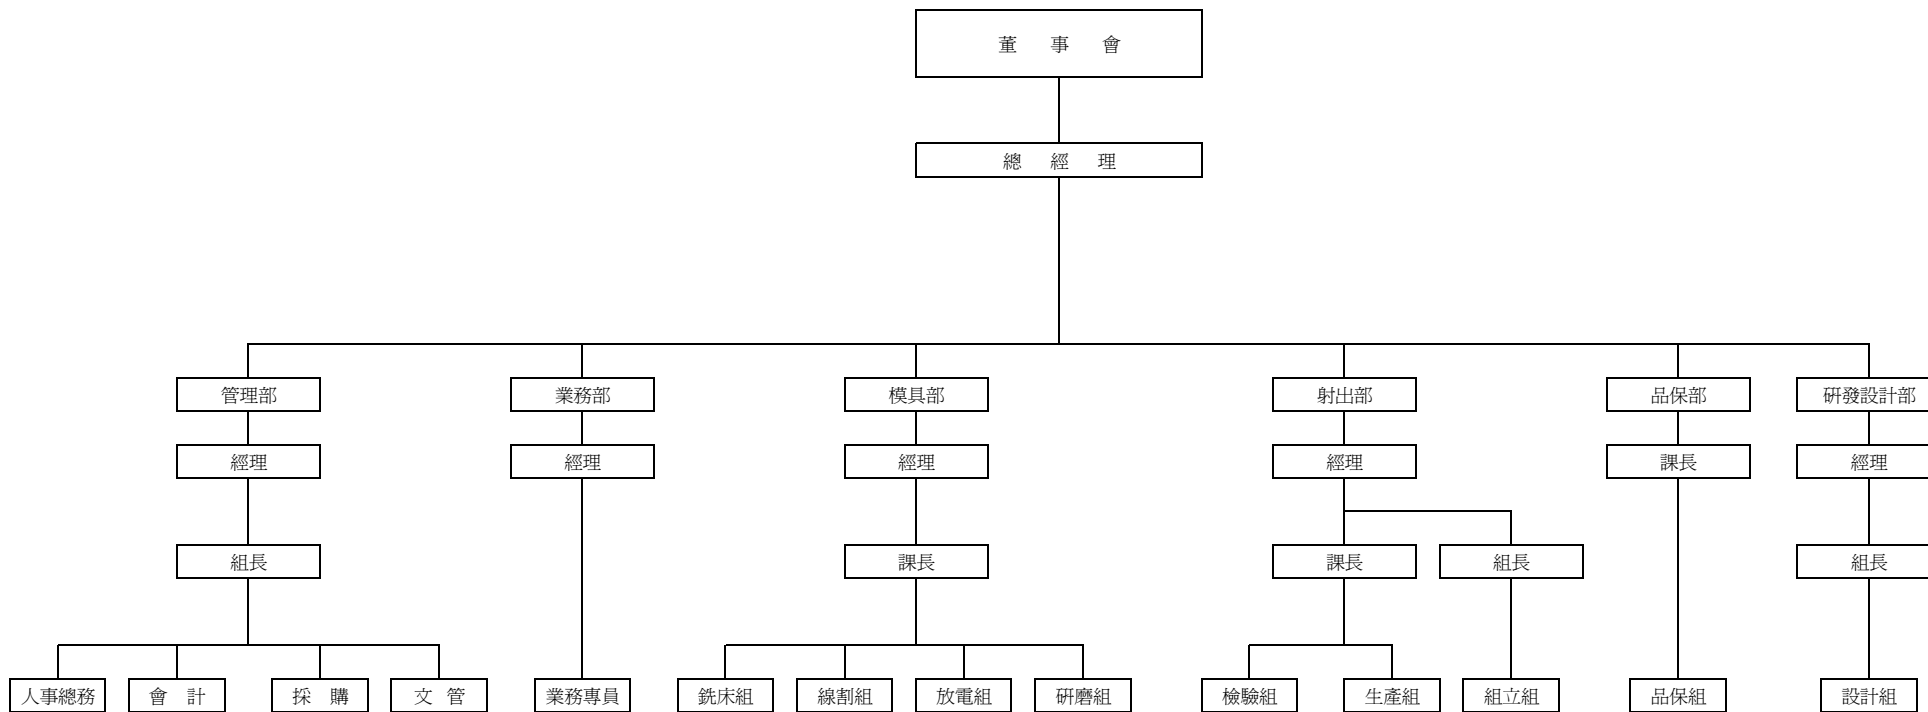 董 事 會
總 經 理
管理部 業務部 模具部 射出部 品保部 研發設計部
經理 經理 經理 經理 課長 經理
組長 課長 課長 組長 組長
人事總務 會 計 採 購 文 管 業務專員 銑床組 線割組 放電組 研磨組 檢驗組 生產組 組立組 品保組 設計組